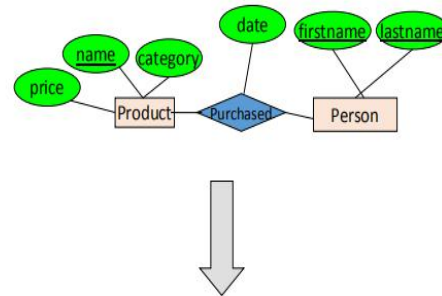 date
firstname
lastname
name
category
price
Product
Purchased
Person